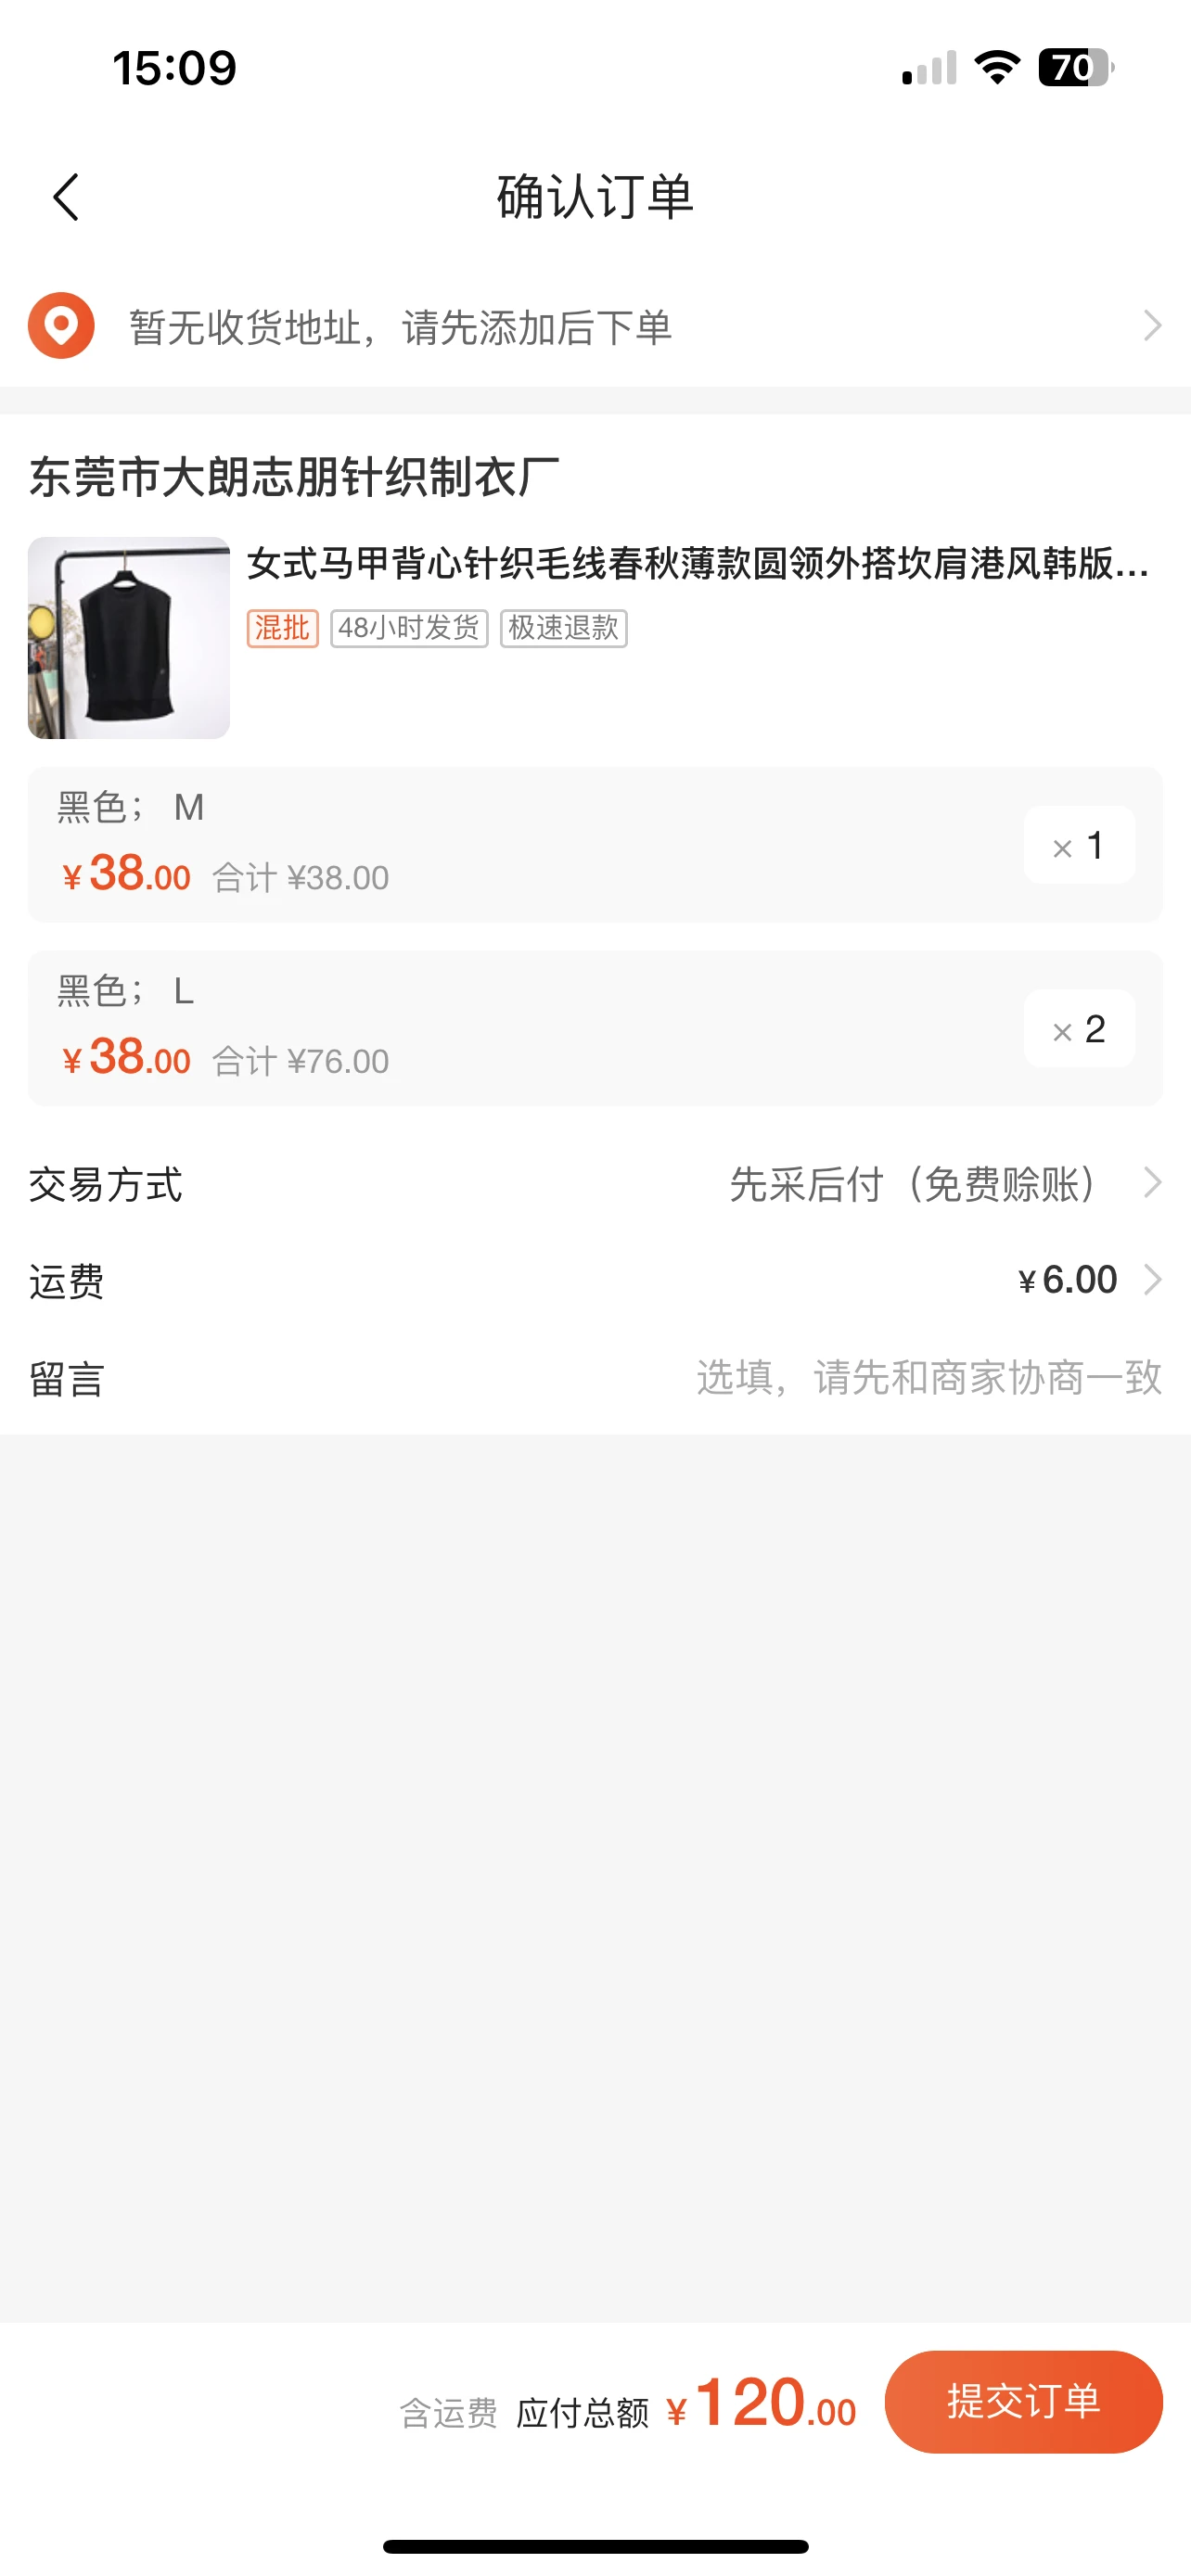 15:09
70
确认订单
暂无收货地址，请先添加后下单
东莞市大朗志朋针织制衣厂
女式马甲背心针织毛线春秋薄款圆领外搭坎肩港风韩版...
混批 48小时发货 极速退款
黑色； M
¥38.00 合计 ¥38.00
× 1
黑色； L
¥38.00 合计 ¥76.00
× 2
交易方式 先采后付（免费赊账）
运费 ¥6.00
留言 选填，请先和商家协商一致
含运费 应付总额 ¥120.00 提交订单